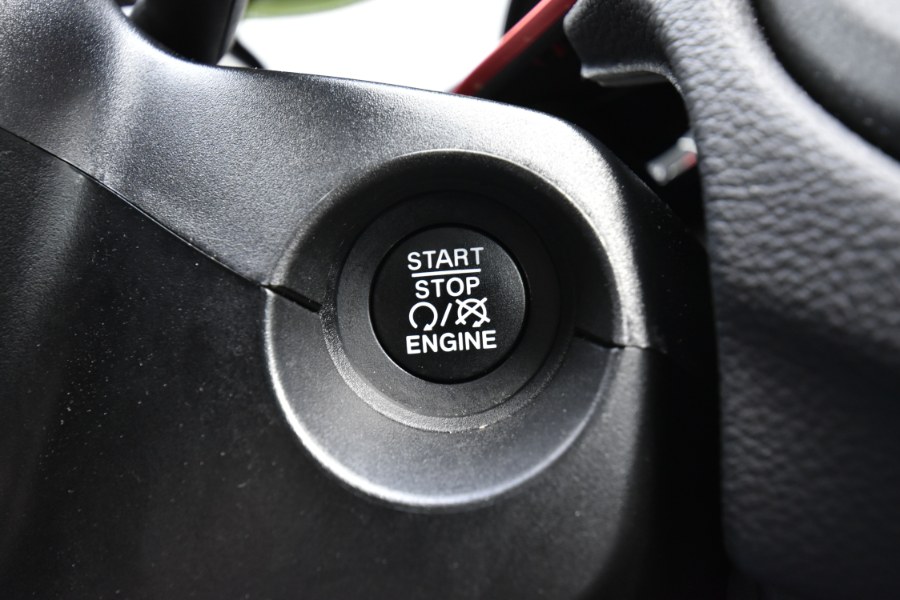 START
STOP
/
ENGINE